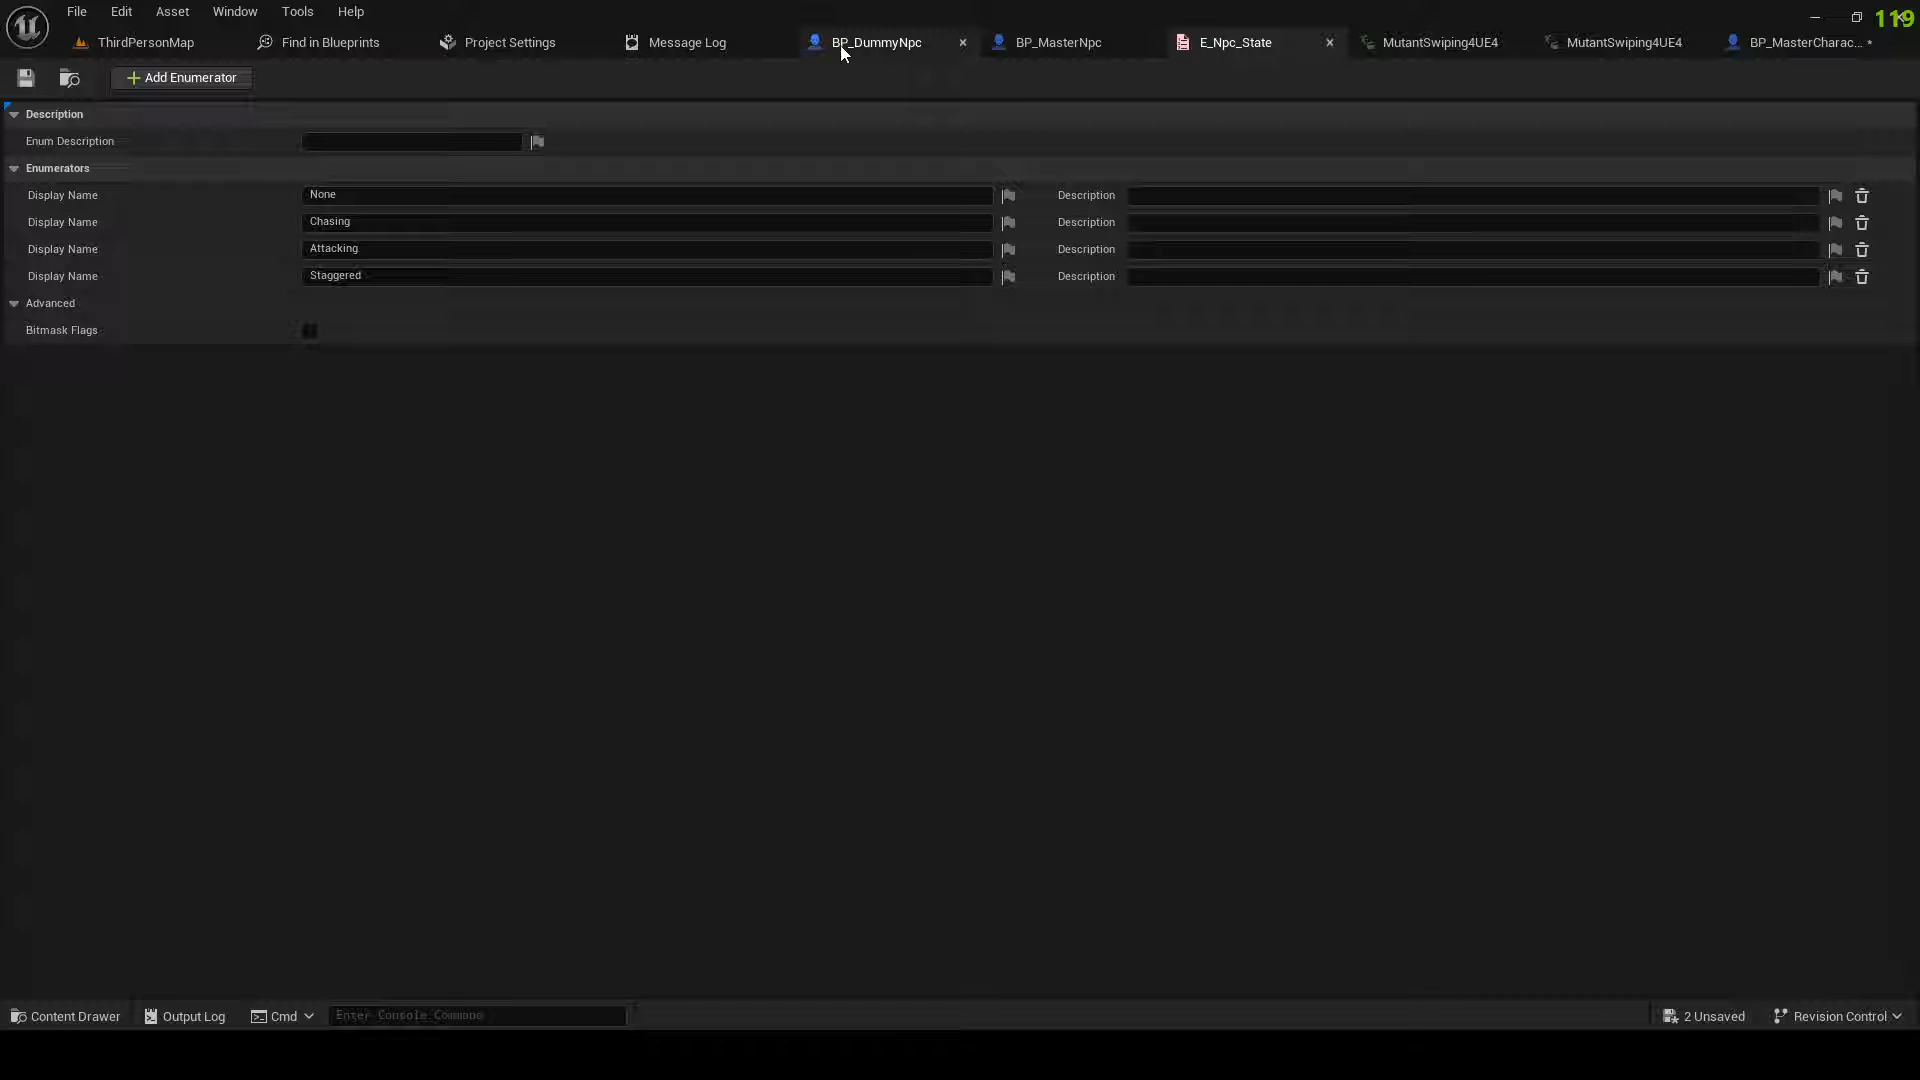 File Edit Asset Window Tools Help
119
ThirdPersonMap Find in Blueprints Project Settings Message Log BP_DummyNpc BP_MasterNpc E_Npc_State MutantSwiping4UE4 MutantSwiping4UE4 BP_MasterCharac... •
Add Enumerator
Description
Enum Description
Enumerators
Display Name None Description
Display Name Chasing Description
Display Name Attacking Description
Display Name Staggered Description
Advanced
Bitmask Flags
Content Drawer Output Log Cmd Enter Console Command 2 Unsaved Revision Control